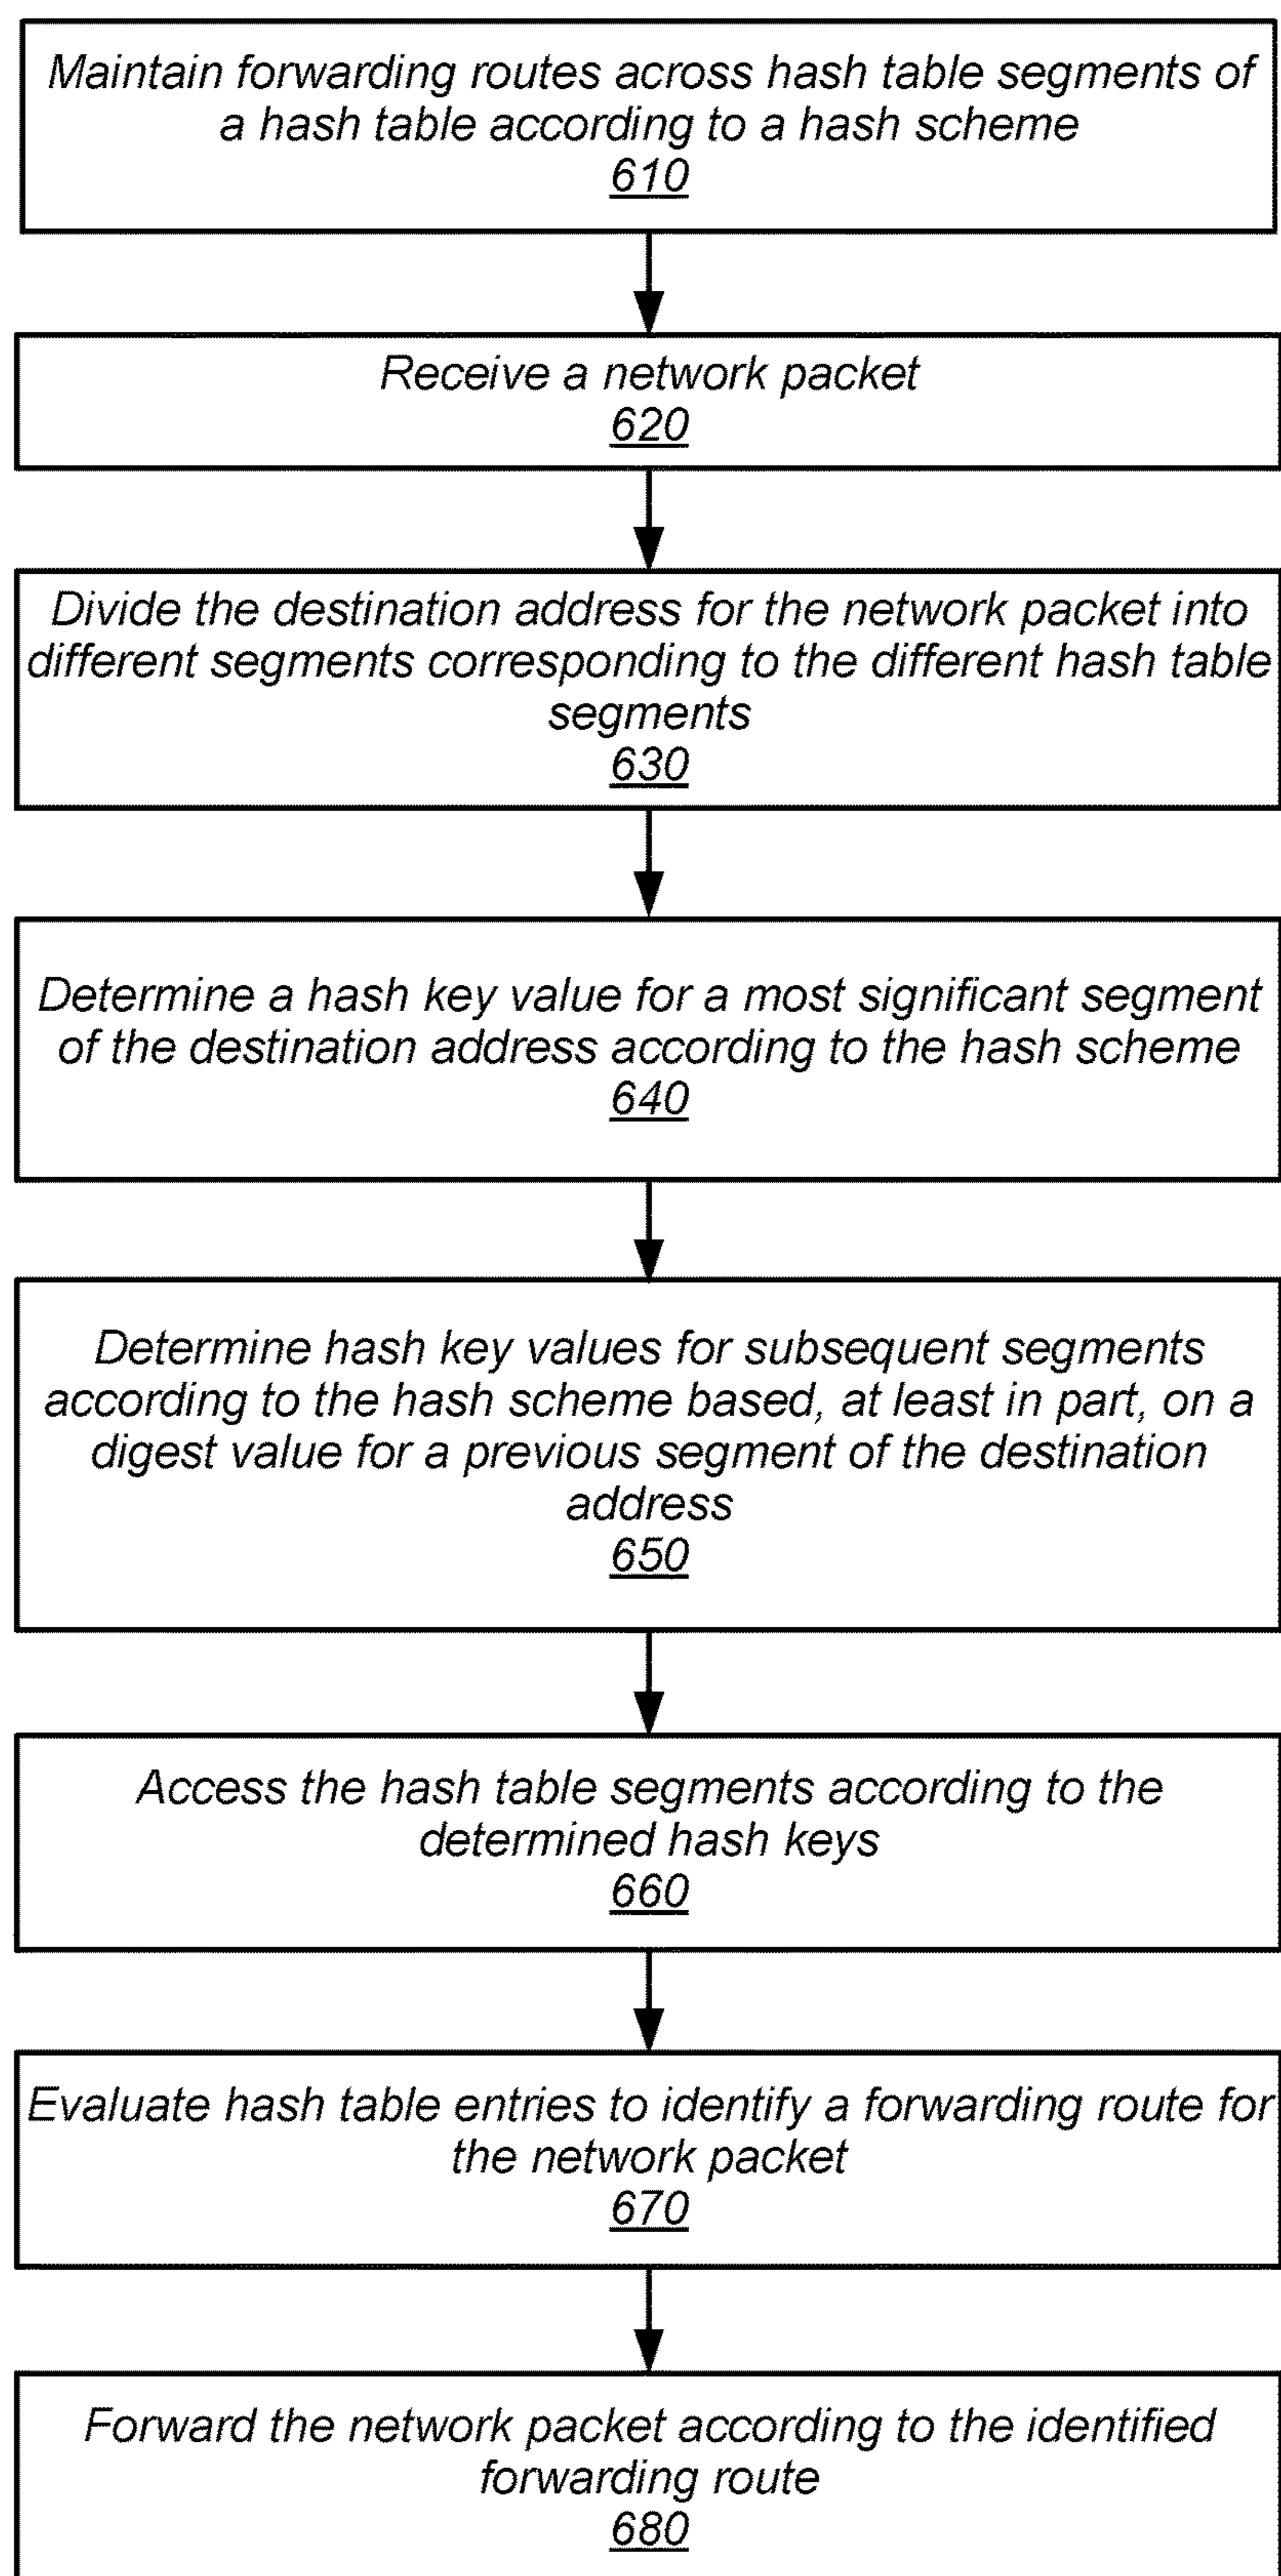 Maintain forwarding routes across hash table segments of
a hash table according to a hash scheme
610
Receive a network packet
620
Divide the destination address for the network packet into
different segments corresponding to the different hash table
segments
630
Determine a hash key value for a most significant segment
of the destination address according to the hash scheme
640
Determine hash key values for subsequent segments
according to the hash scheme based, at least in part, on a
digest value for a previous segment of the destination
address
650
Access the hash table segments according to the
determined hash keys
660
Evaluate hash table entries to identify a forwarding route for
the network packet
670
Forward the network packet according to the identified
forwarding route
680